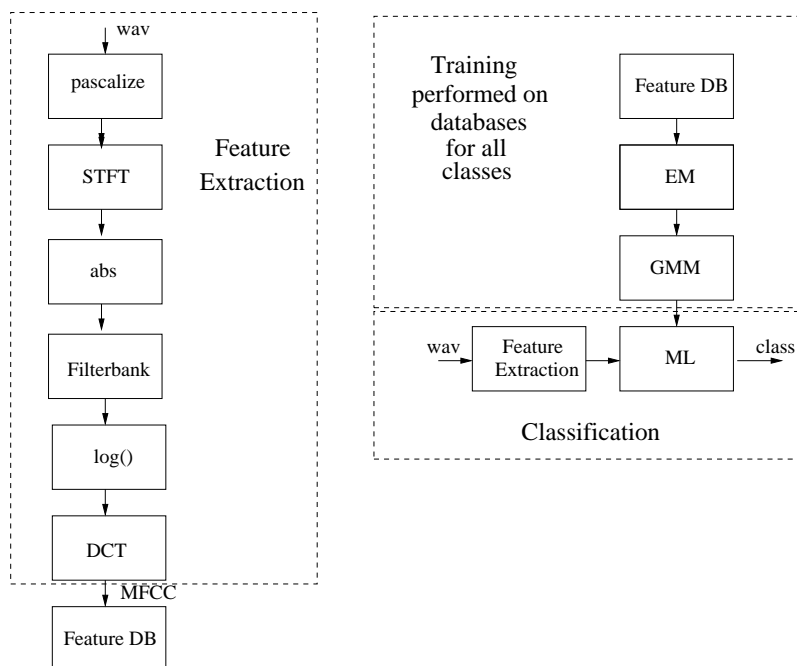 wav
pascalize
STFT
Feature
Extraction
abs
Filterbank
log()
DCT
MFCC
Feature DB
Training
performed on
databases
for all
classes
Feature DB
EM
GMM
wav
Feature
Extraction
ML
class
Classification